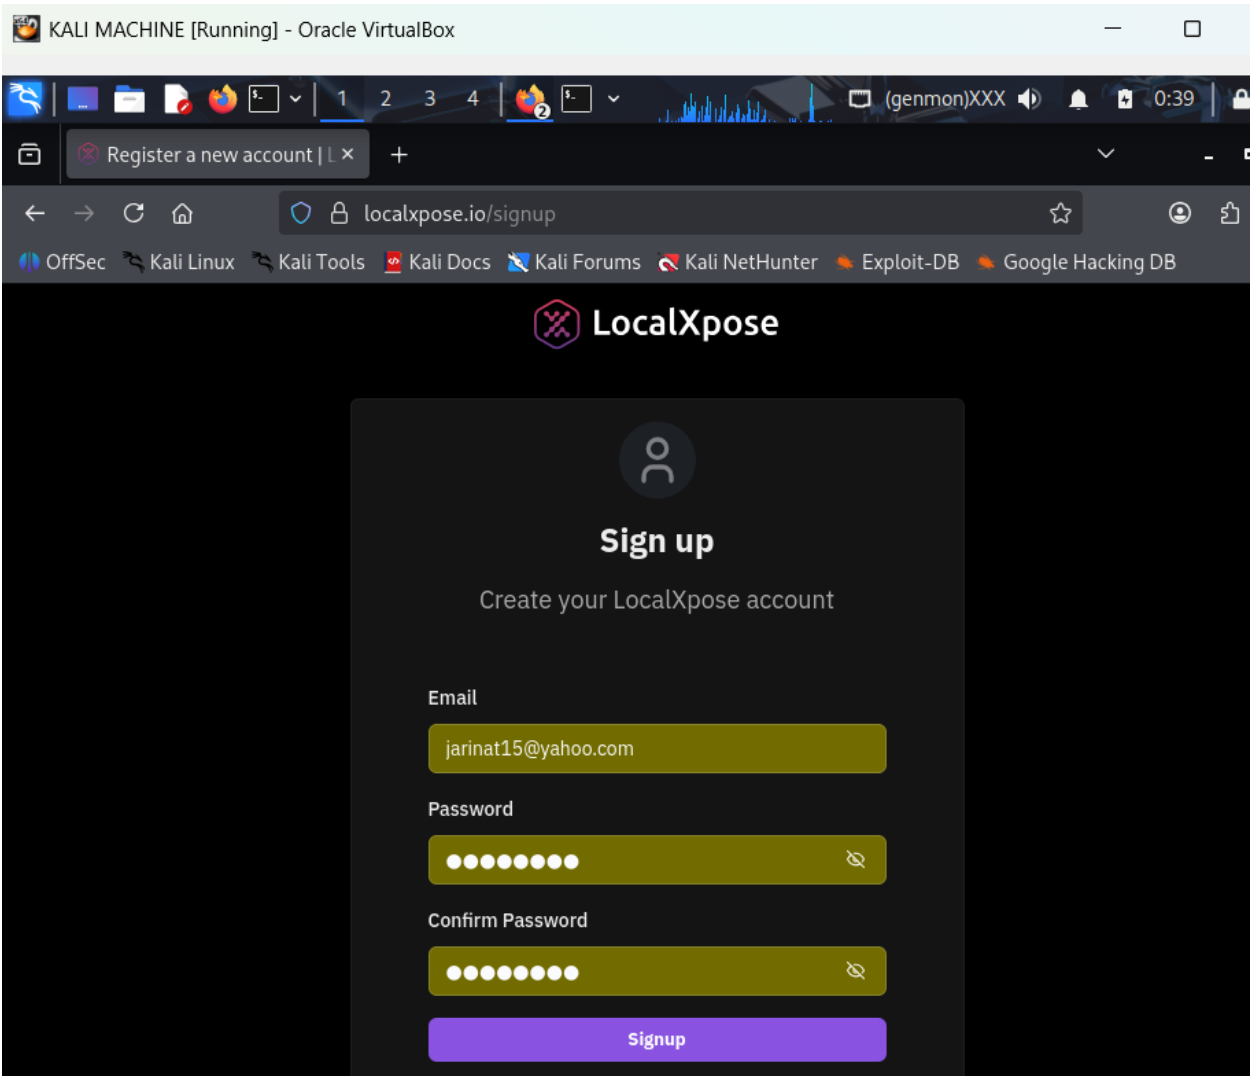 KALI MACHINE [Running] - Oracle VirtualBox
1 2 3 4 2 (genmon)XXX 0:39
Register a new account | L
localxpose.io/signup
OffSec Kali Linux Kali Tools Kali Docs Kali Forums Kali NetHunter Exploit-DB Google Hacking DB
LocalXpose
Sign up
Create your LocalXpose account
Email
jarinat15@yahoo.com
Password
Confirm Password
Signup